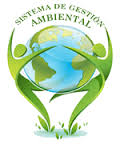 SISTEMA DE GESTIÓN
AMBIENTAL